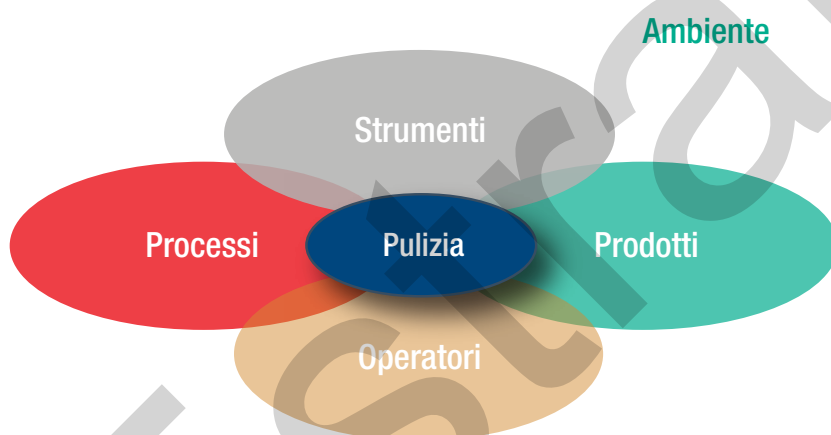 Ambiente
Strumenti
Processi
Pulizia
Prodotti
Operatori